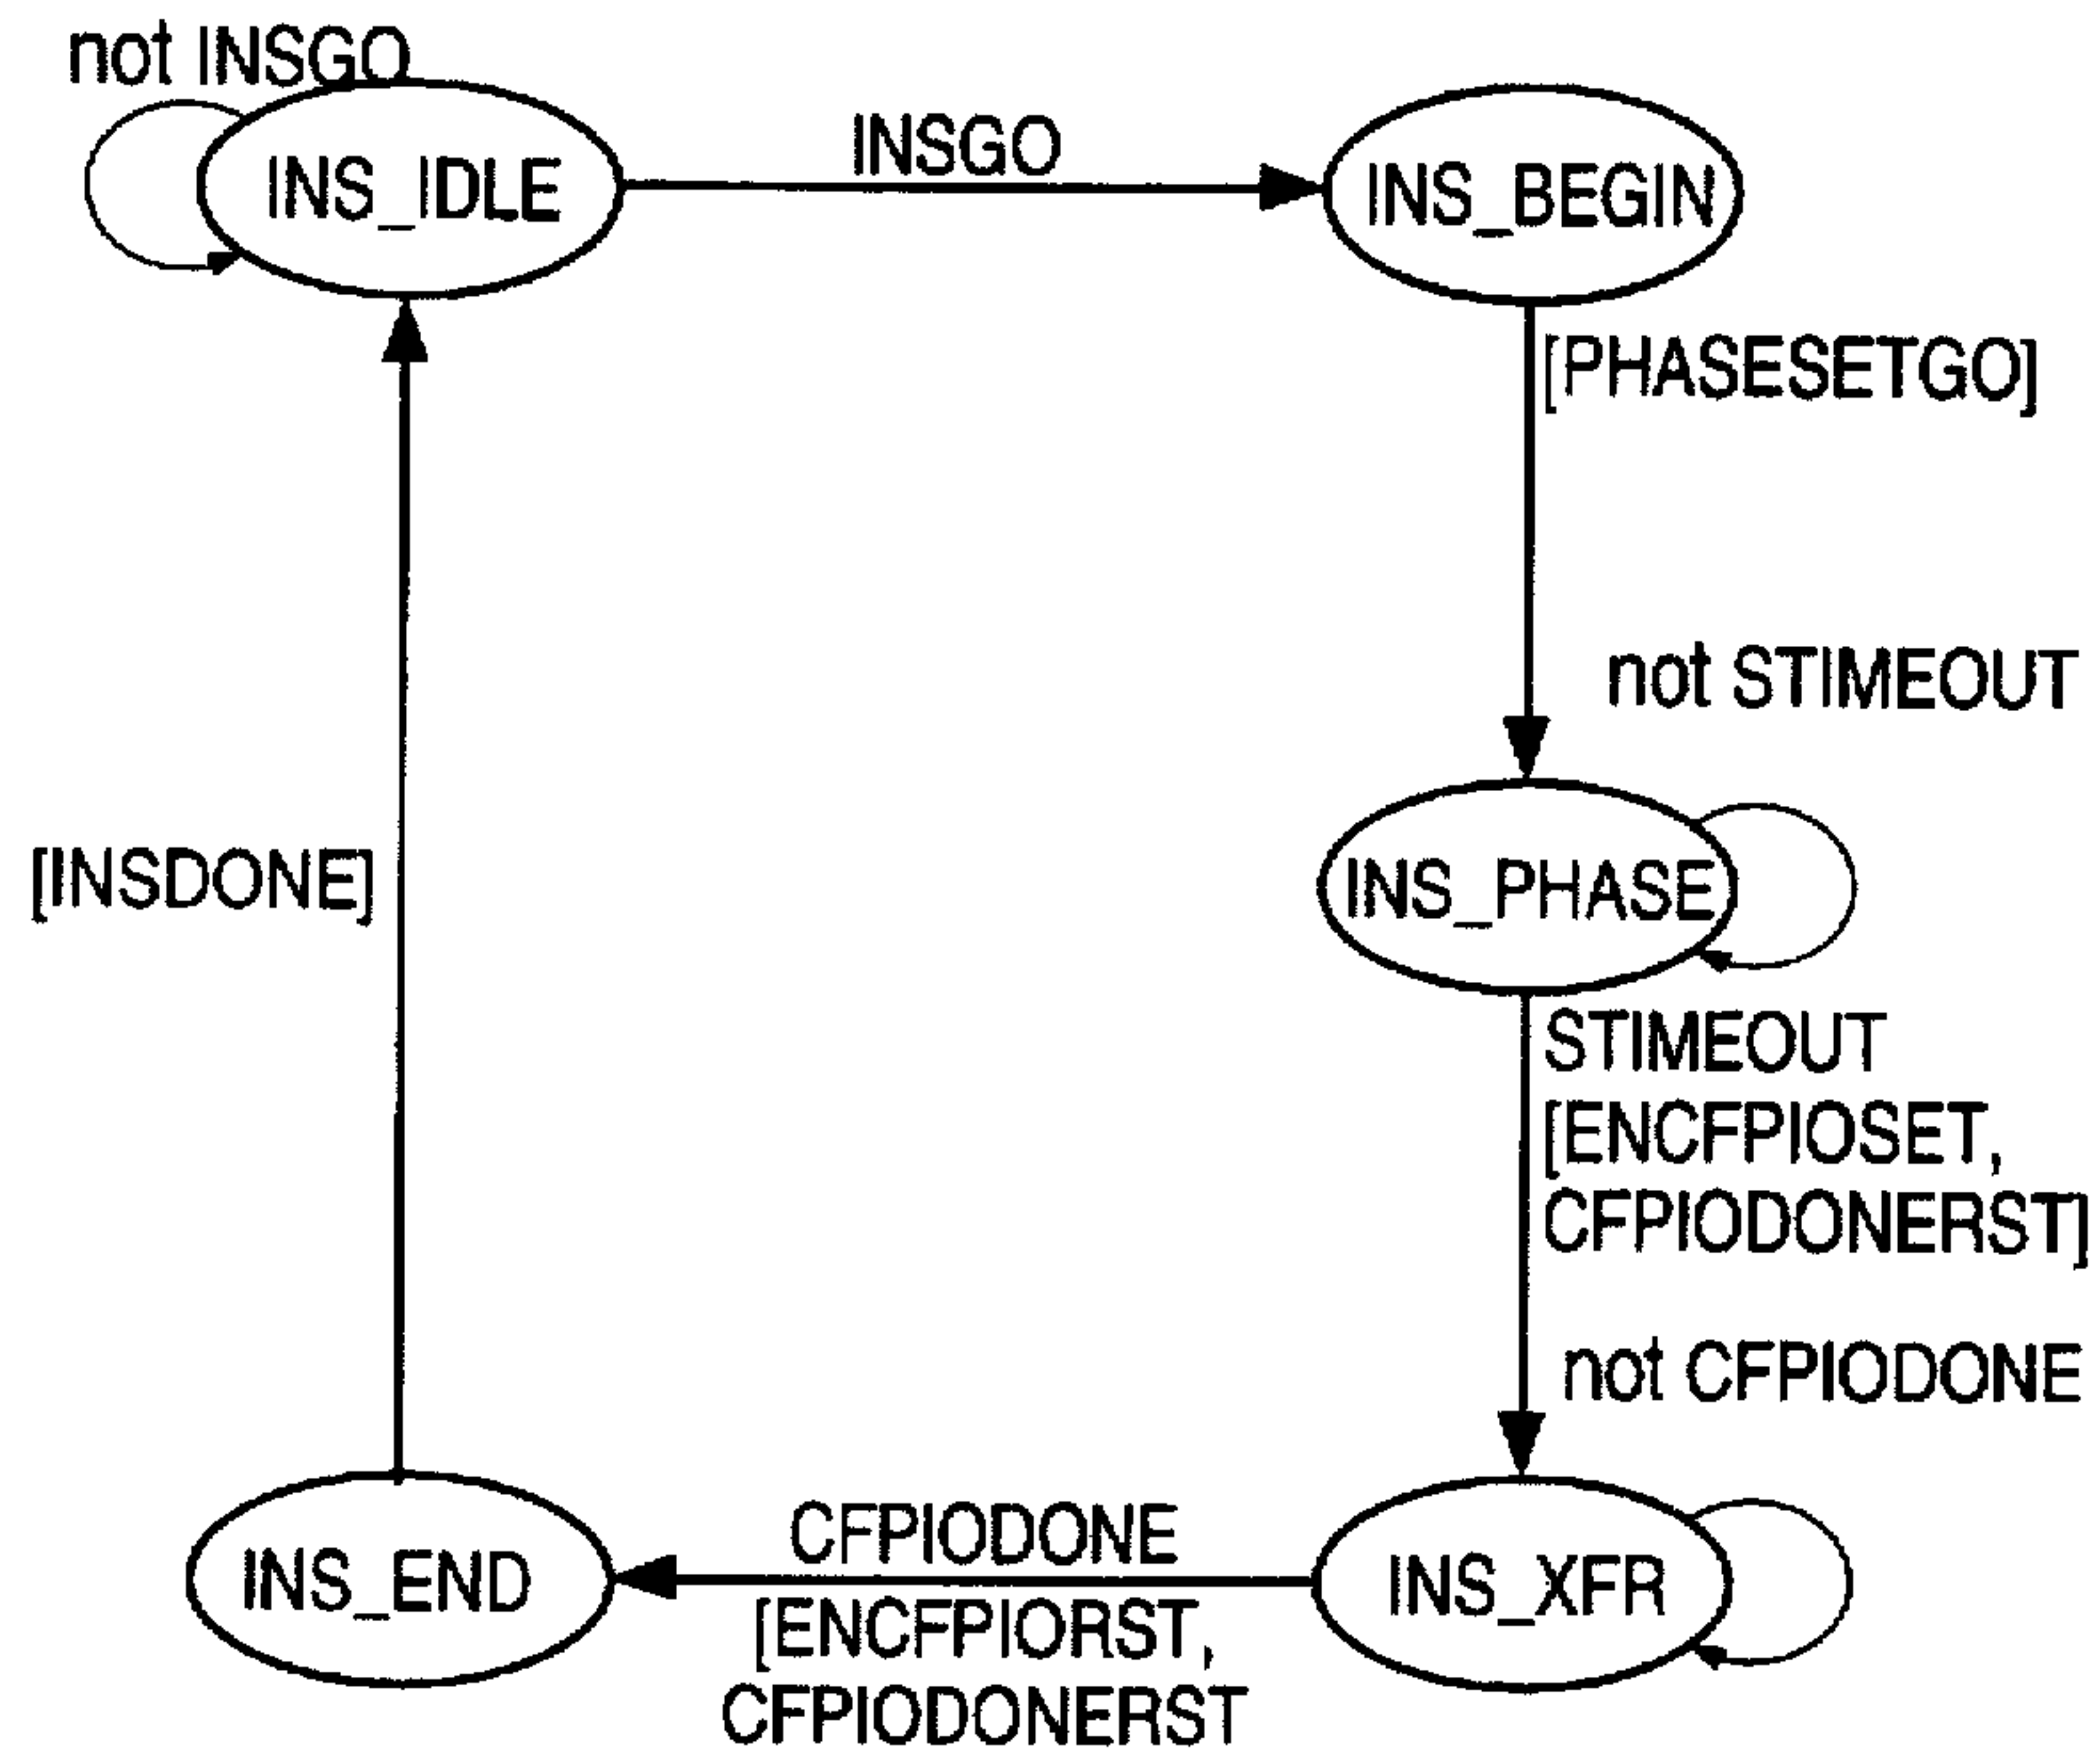 not INSGO
INS_IDLE
INSGO
INS_BEGIN
[PHASESETGO]
not STIMEOUT
[INSDONE]
INS_PHASE
STIMEOUT
[ENCFPIOSET,
CFPIODONERST]
not CFPIODONE
INS_END
CFPIODONE
[ENCFPIORST,
CFPIODONERST
INS_XFR